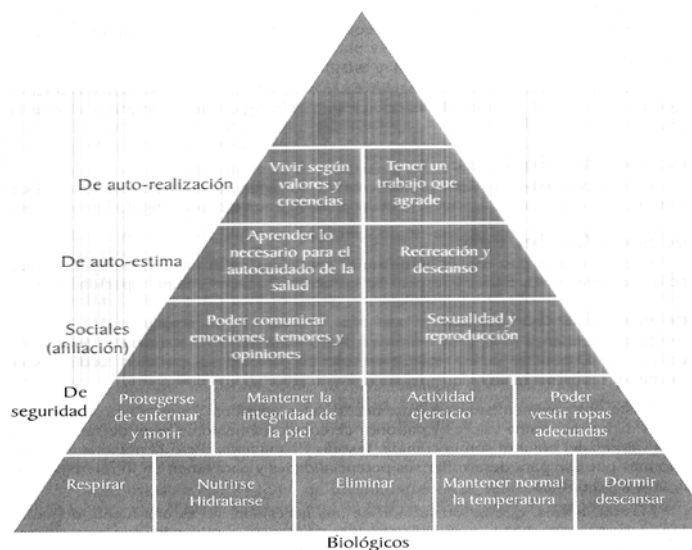 De auto-realización
Vivir según
valores y
creencias
Tener un
trabajo que
agrade
De auto-estima
Aprender lo
necesario para el
autocuidado de la
salud
Recreación y
descanso
Sociales
(afiliación)
Poder comunicar
emociones, temores y
opiniones
Sexualidad y
reproducción
De
seguridad
Protegerse
de enfermar
y morir
Mantener la
integridad de
la piel
Actividad
ejercicio
Poder
vestir ropas
adecuadas
Respirar
Nutrirse
Hidratarse
Eliminar
Mantener normal
la temperatura
Dormir
descansar
Biológicos